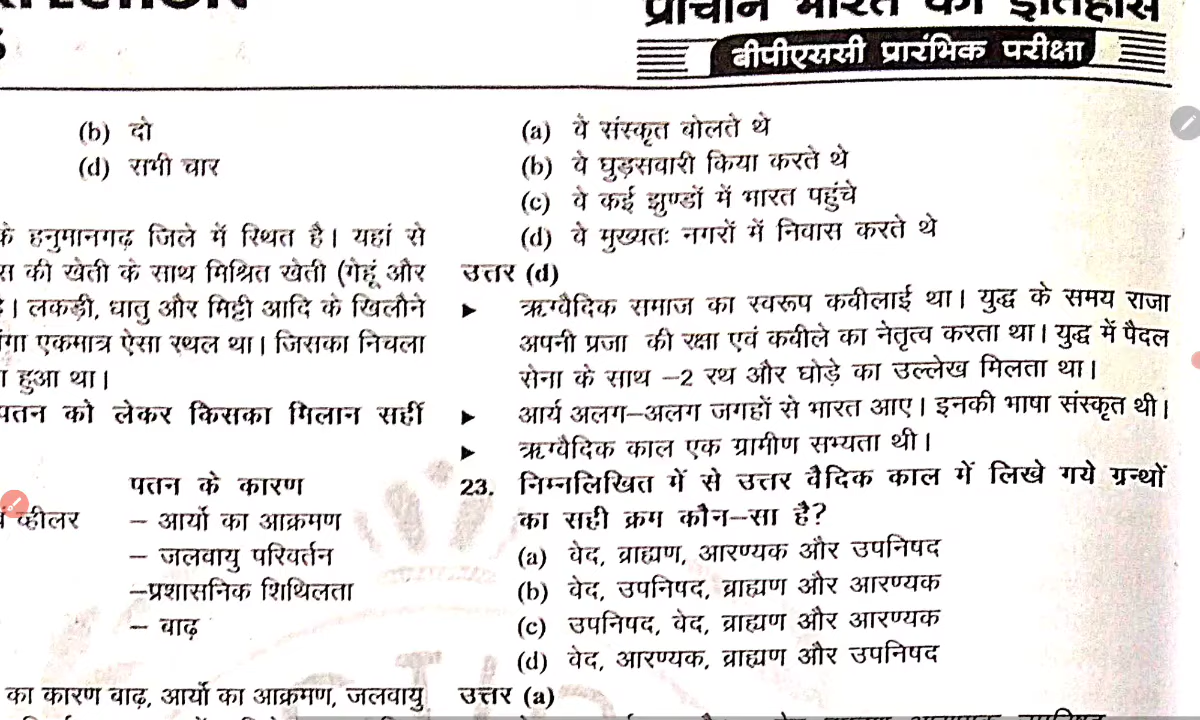 प्राचीन भारत का इतिहास
बीपीएससी प्रारंभिक परीक्षा
(b) दो
(d) सभी चार
के हनुमानगढ़ जिले में स्थित है। यहां से
की खेती के साथ मिश्रित खेती (गेहूं और
। लकड़ी, धातु और मिट्टी आदि के खिलौने
एकमात्र ऐसा स्थल था। जिसका निचला
हुआ था।
पतन को लेकर किसका मिलान सहीं
पतन के कारण
व्हीलर – आर्यो का आक्रमण
– जलवायु परिवर्तन
–प्रशासनिक शिथिलता
– बाढ़
का कारण बाढ़, आर्यो का आक्रमण, जलवायु
(a) वे संस्कृत बोलते थे
(b) वे घुड़सवारी किया करते थे
(c) वे कई झुण्डों में भारत पहुंचे
(d) वे मुख्यतः नगरों में निवास करते थे
उत्तर (d)
➤ ऋग्वैदिक समाज का स्वरूप कबीलाई था। युद्ध के समय राजा
अपनी प्रजा की रक्षा एवं कबीले का नेतृत्व करता था। युद्ध में पैदल
सेना के साथ –2 रथ और घोड़े का उल्लेख मिलता था।
➤ आर्य अलग–अलग जगहों से भारत आए। इनकी भाषा संस्कृत थी।
➤ ऋग्वैदिक काल एक ग्रामीण सभ्यता थी।
23. निम्नलिखित में से उत्तर वैदिक काल में लिखे गये ग्रन्थों
का सही क्रम कौन–सा है?
(a) वेद, ब्राह्मण, आरण्यक और उपनिषद
(b) वेद, उपनिषद, ब्राह्मण और आरण्यक
(c) उपनिषद, वेद, ब्राह्मण और आरण्यक
(d) वेद, आरण्यक, ब्राह्मण और उपनिषद
उत्तर (a)